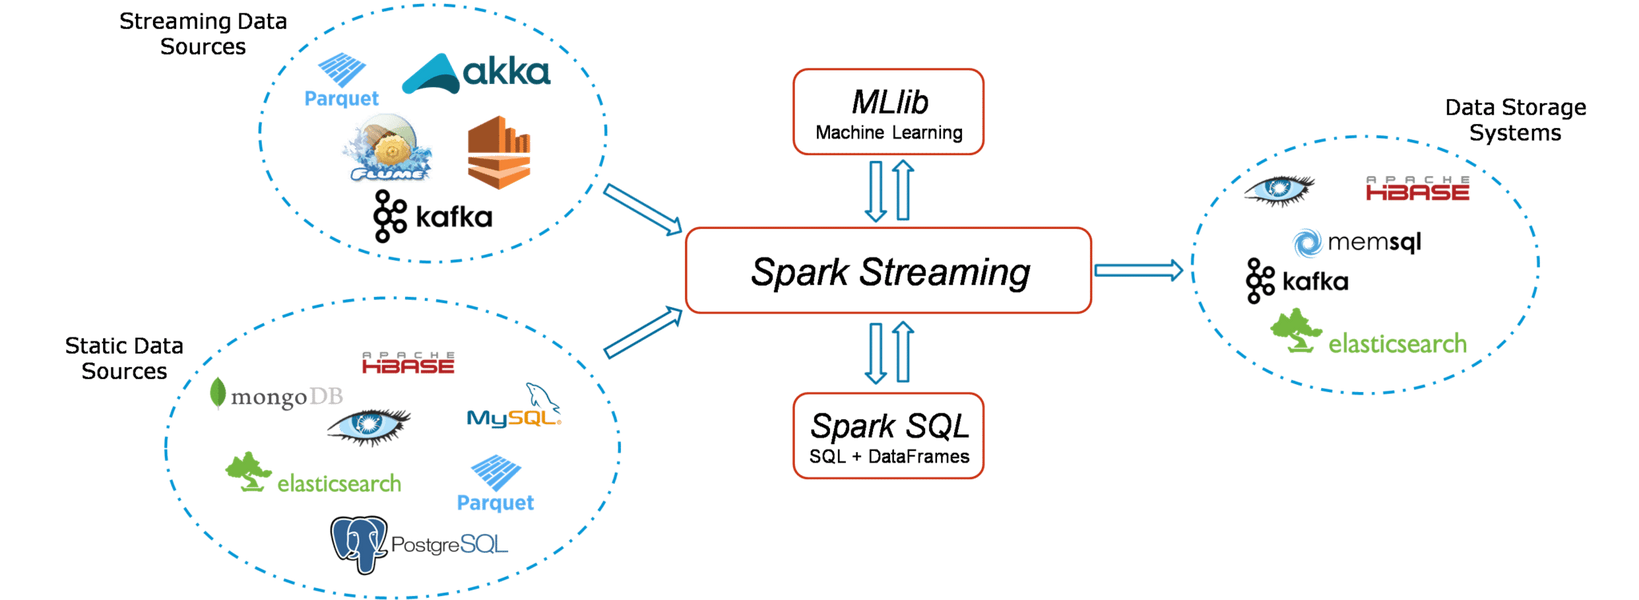 Streaming Data
Sources
Parquet
akka
FLUME
kafka
Static Data
Sources
APACHE
HBASE
mongoDB
MySQL®
elasticsearch
Parquet
PostgreSQL
MLlib
Machine Learning
Spark Streaming
Spark SQL
SQL + DataFrames
Data Storage
Systems
APACHE
HBASE
memsql
kafka
elasticsearch